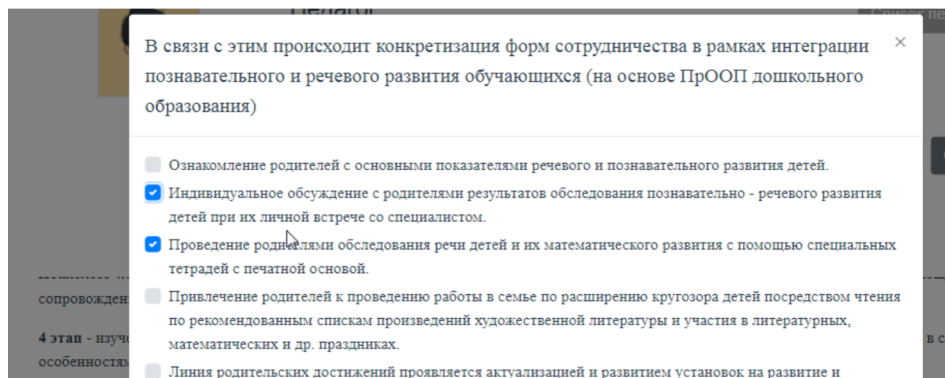 Список пе
В связи с этим происходит конкретизация форм сотрудничества в рамках интеграции
познавательного и речевого развития обучающихся (на основе ПрООП дошкольного
образования)
×
Ознакомление родителей с основными показателями речевого и познавательного развития детей.
Индивидуальное обсуждение с родителями результатов обследования познавательно - речевого развития
детей при их личной встрече со специалистом.
Проведение родителями обследования речи детей и их математического развития с помощью специальных
тетрадей с печатной основой.
Привлечение родителей к проведению работы в семье по расширению кругозора детей посредством чтения
по рекомендованным спискам произведений художественной литературы и участия в литературных,
математических и др. праздниках.
Линия родительских достижений проявляется актуализацией и развитием установок на развитие и
сопровожден
4 этап - изуче
в с
особенностям